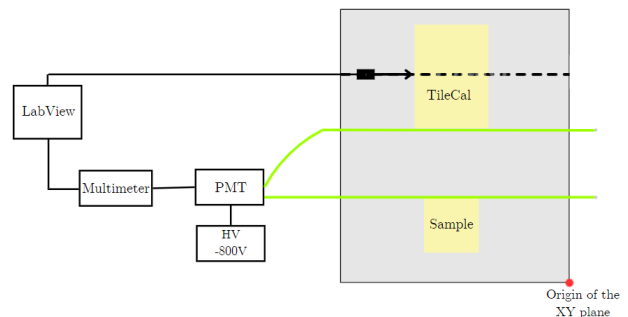 TileCal
LabView
Multimeter
PMT
Sample
HV
-800V
Origin of the
XY plane